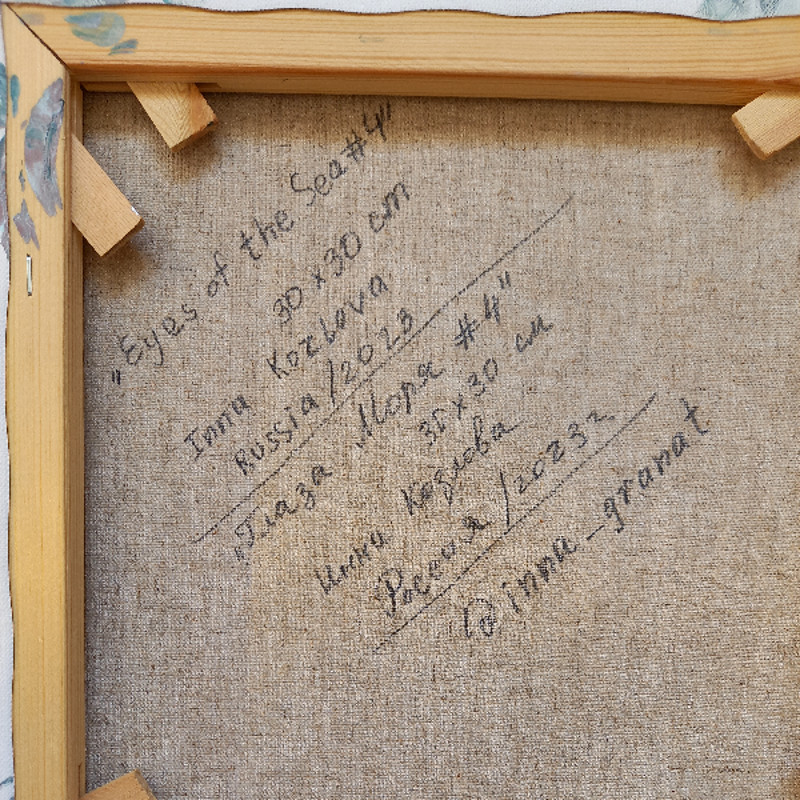 „Eyes of the Sea #4"
30 x 30 cm
Inna Kozlova
Russia / 2023
„Глаза Моря #4"
30 x 30 см
Инна Козлова
Россия / 2023г
@inna_granat